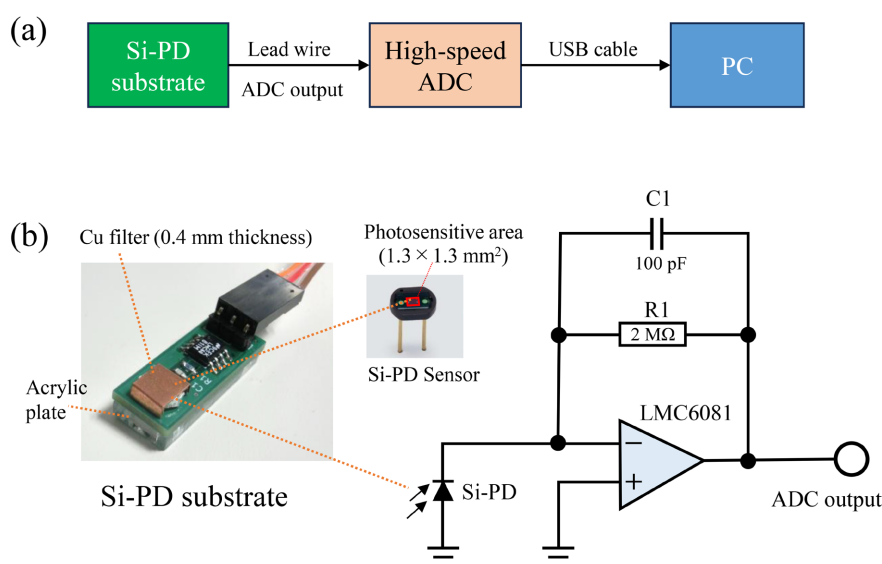 (a)
Si-PD
substrate
Lead wire
ADC output
High-speed
ADC
USB cable
PC
(b)
Cu filter (0.4 mm thickness)
Photosensitive area
(1.3 × 1.3 mm²)
Acrylic
plate
Si-PD Sensor
Si-PD substrate
C1
100 pF
R1
2 MΩ
LMC6081
−
+
Si-PD
ADC output